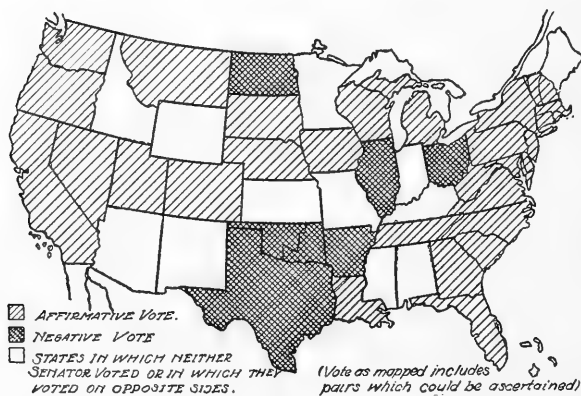 AFFIRMATIVE VOTE.
NEGATIVE VOTE
STATES IN WHICH NEITHER
SENATOR VOTED OR IN WHICH THEY
VOTED ON OPPOSITE SIDES.
(Vote as mapped includes
pairs which could be ascertained)